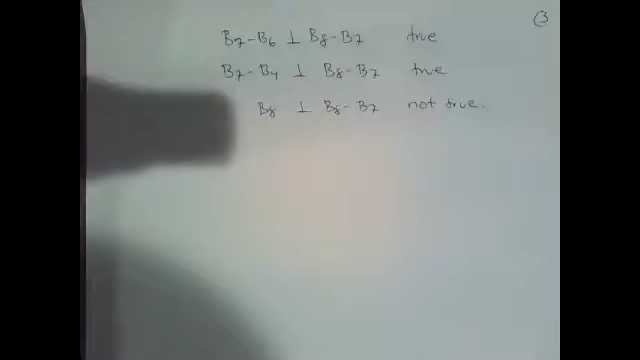 3
B₇-B₆ ⊥ B₈-B₇ true
B₇-B₄ ⊥ B₈-B₇ true
B₈ ⊥ B₈-B₇ not true.